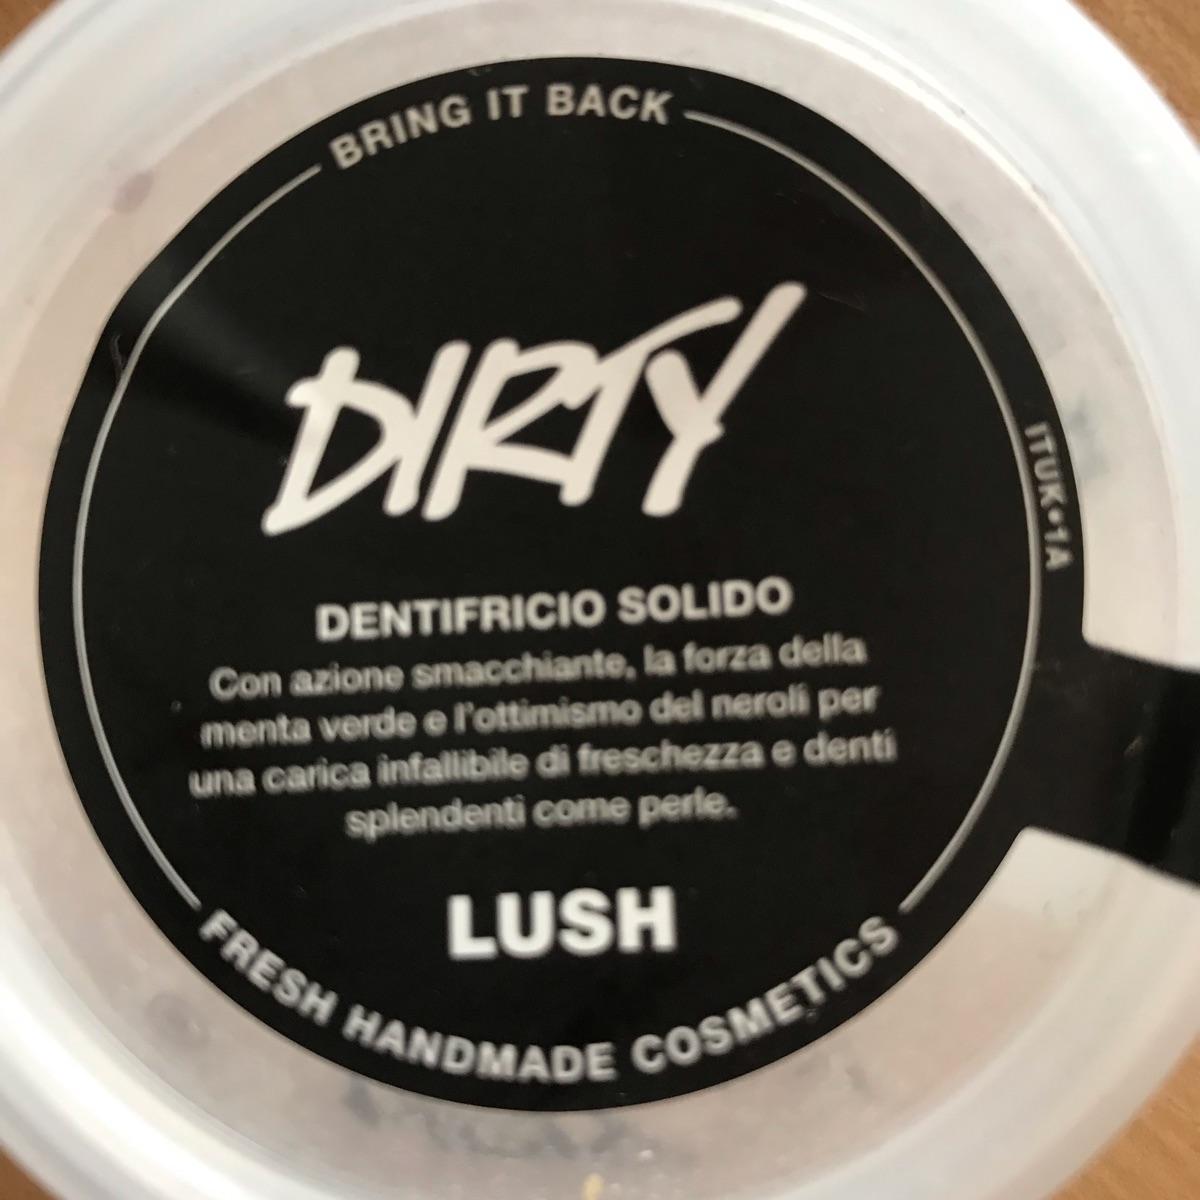 BRING IT BACK
DIRTY
ITUK•1A
DENTIFRICIO SOLIDO
Con azione smacchiante, la forza della
menta verde e l'ottimismo del neroli per
una carica infallibile di freschezza e denti
splendenti come perle.
LUSH
FRESH HANDMADE COSMETICS